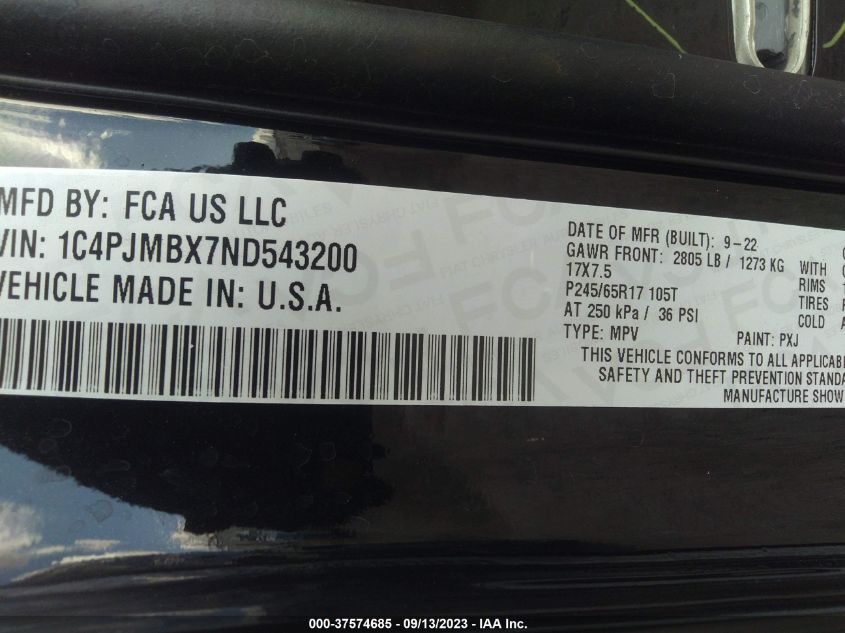 MFD BY: FCA US LLC
VIN: 1C4PJMBX7ND543200
VEHICLE MADE IN: U.S.A.
DATE OF MFR (BUILT): 9-22
GAWR FRONT: 2805 LB / 1273 KG WITH
17X7.5 RIMS
P245/65R17 105T TIRES
AT 250 kPa / 36 PSI COLD
TYPE: MPV PAINT: PXJ
THIS VEHICLE CONFORMS TO ALL APPLICABLE
SAFETY AND THEFT PREVENTION STANDA
MANUFACTURE SHOW
000-37574685 - 09/13/2023 - IAA Inc.